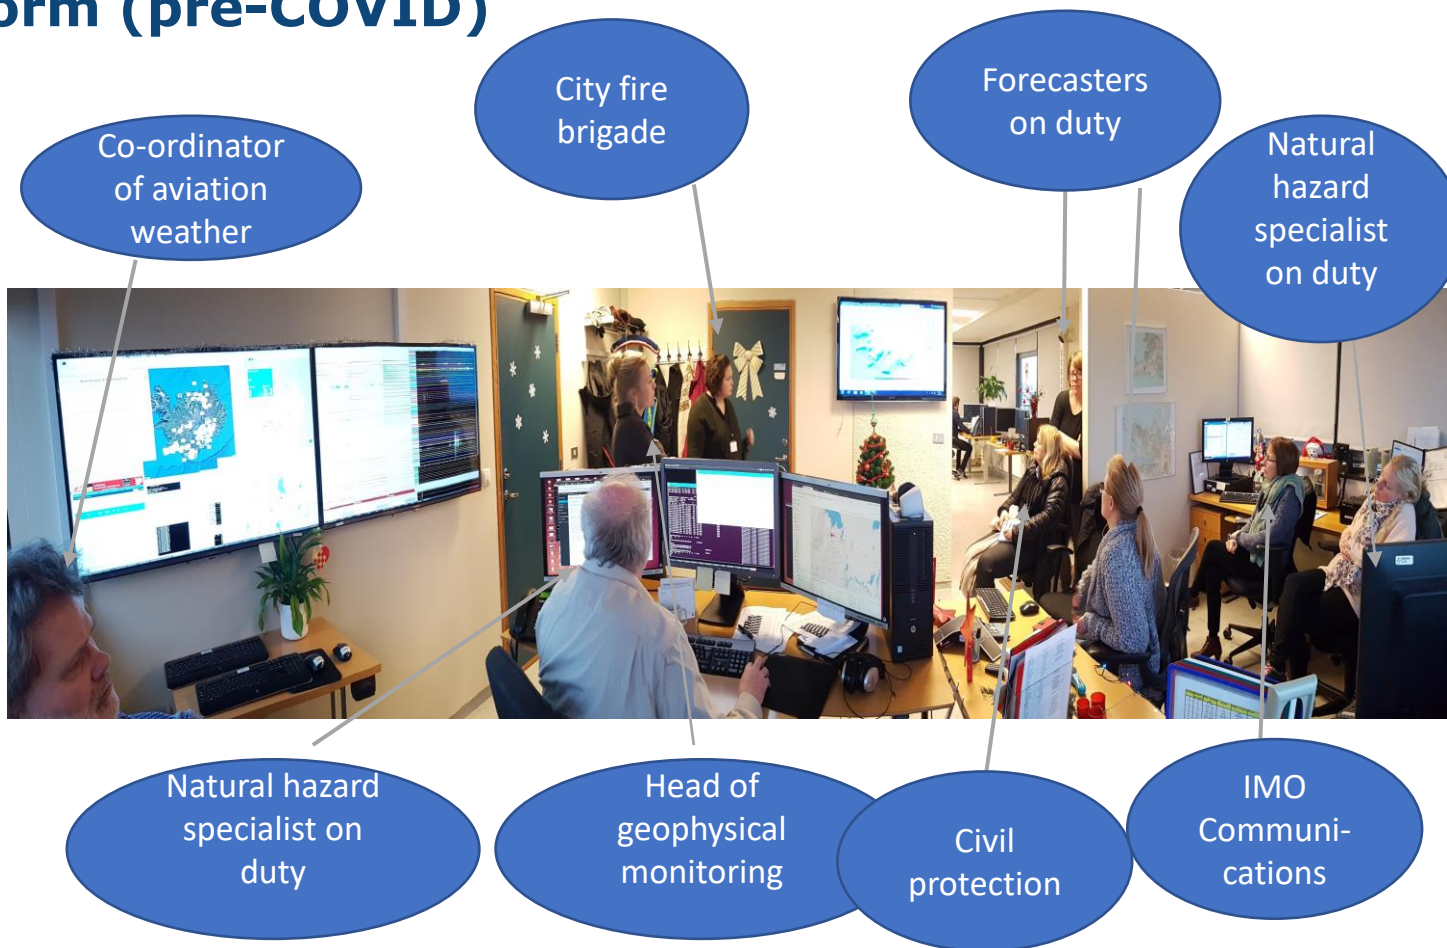 orm (pre-COVID)
City fire
brigade
Forecasters
on duty
Co-ordinator
of aviation
weather
Natural
hazard
specialist
on duty
Natural hazard
specialist on
duty
Head of
geophysical
monitoring
Civil
protection
IMO
Communi-
cations